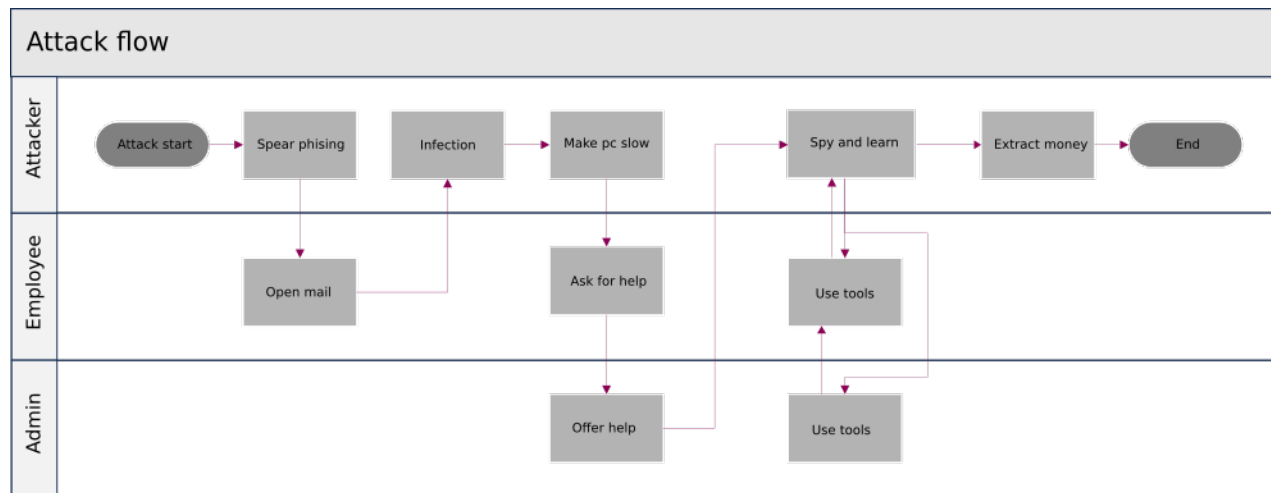 Attack flow
Attacker
Attack start
Spear phising
Infection
Make pc slow
Spy and learn
Extract money
End
Employee
Open mail
Ask for help
Use tools
Admin
Offer help
Use tools